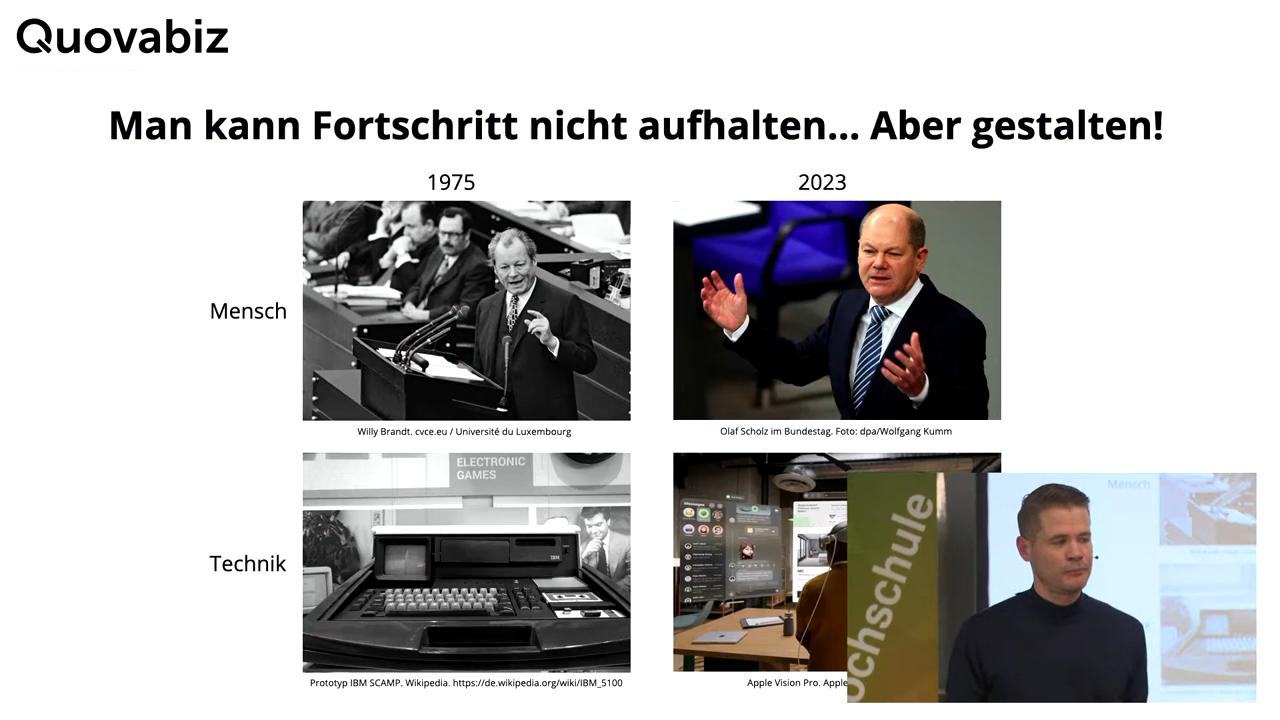 Quovabiz
Man kann Fortschritt nicht aufhalten... Aber gestalten!
1975
2023
Mensch
Willy Brandt. cvce.eu / Université du Luxembourg
Olaf Scholz im Bundestag. Foto: dpa/Wolfgang Kumm
Technik
ELECTRONIC
GAMES
IBM
Prototyp IBM SCAMP. Wikipedia. https://de.wikipedia.org/wiki/IBM_5100
Apple Vision Pro. Apple
ochschule
Mensch